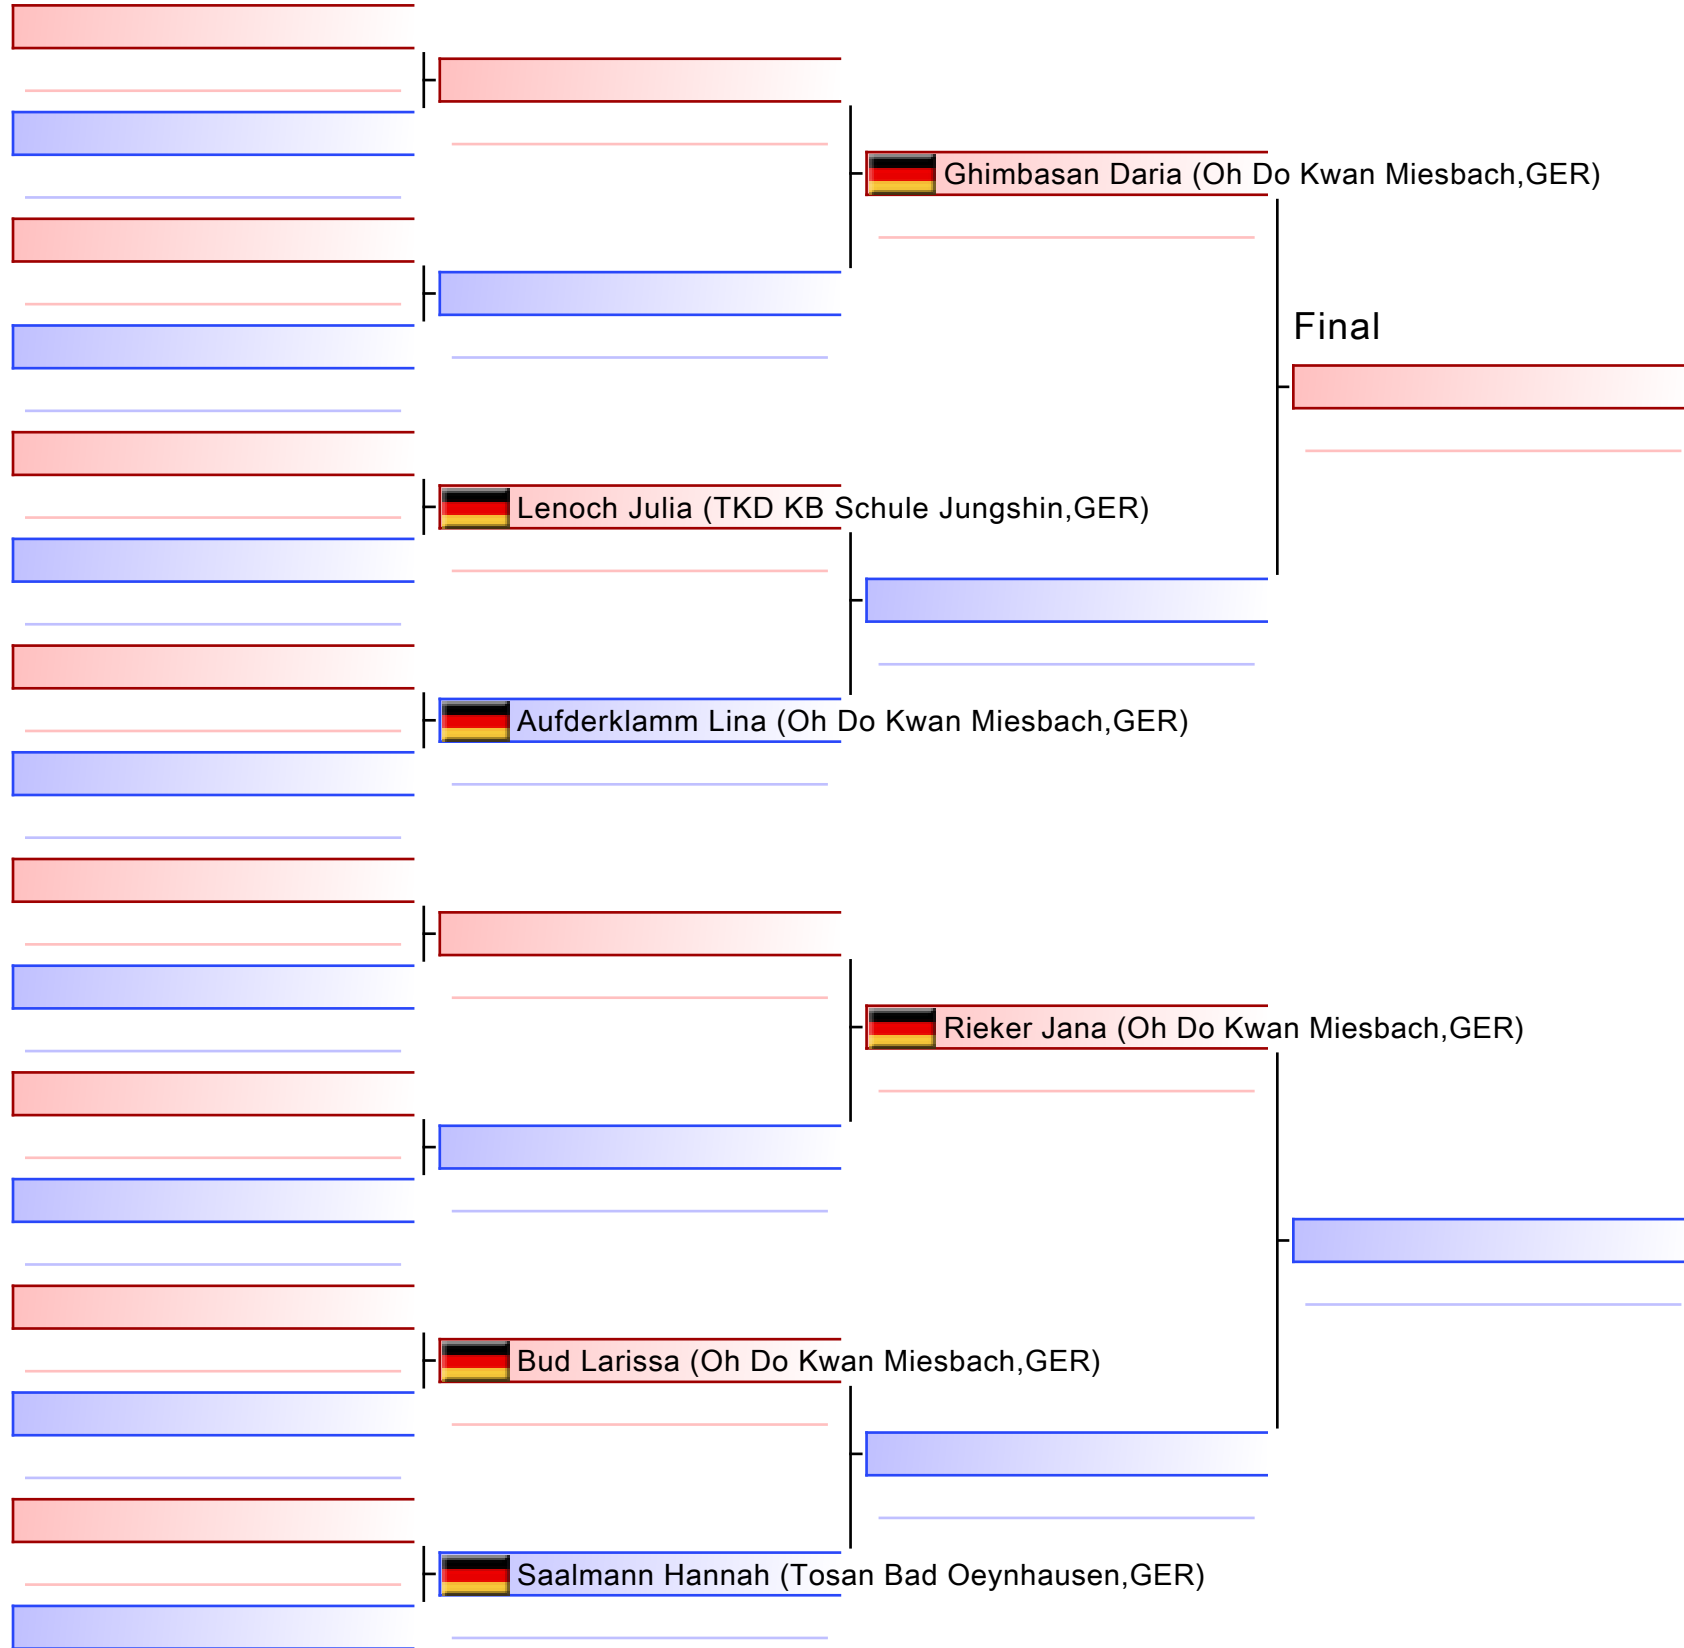 Ghimbasan Daria (Oh Do Kwan Miesbach,GER)
Final
Lenoch Julia (TKD KB Schule Jungshin,GER)
Aufderklamm Lina (Oh Do Kwan Miesbach,GER)
Rieker Jana (Oh Do Kwan Miesbach,GER)
Bud Larissa (Oh Do Kwan Miesbach,GER)
Saalmann Hannah (Tosan Bad Oeynhausen,GER)